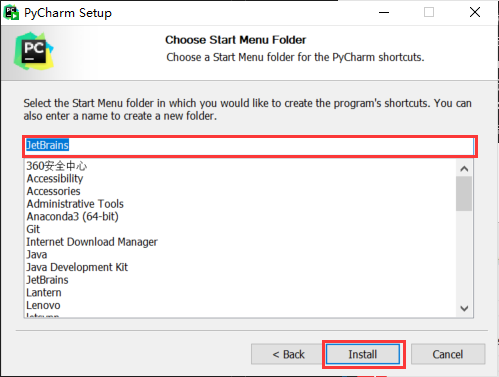 PyCharm Setup
PC
Choose Start Menu Folder
Choose a Start Menu folder for the PyCharm shortcuts.
Select the Start Menu folder in which you would like to create the program's shortcuts. You can
also enter a name to create a new folder.
JetBrains
360安全中心
Accessibility
Accessories
Administrative Tools
Anaconda3 (64-bit)
Git
Internet Download Manager
Java
Java Development Kit
JetBrains
Lantern
Lenovo
< Back
Install
Cancel